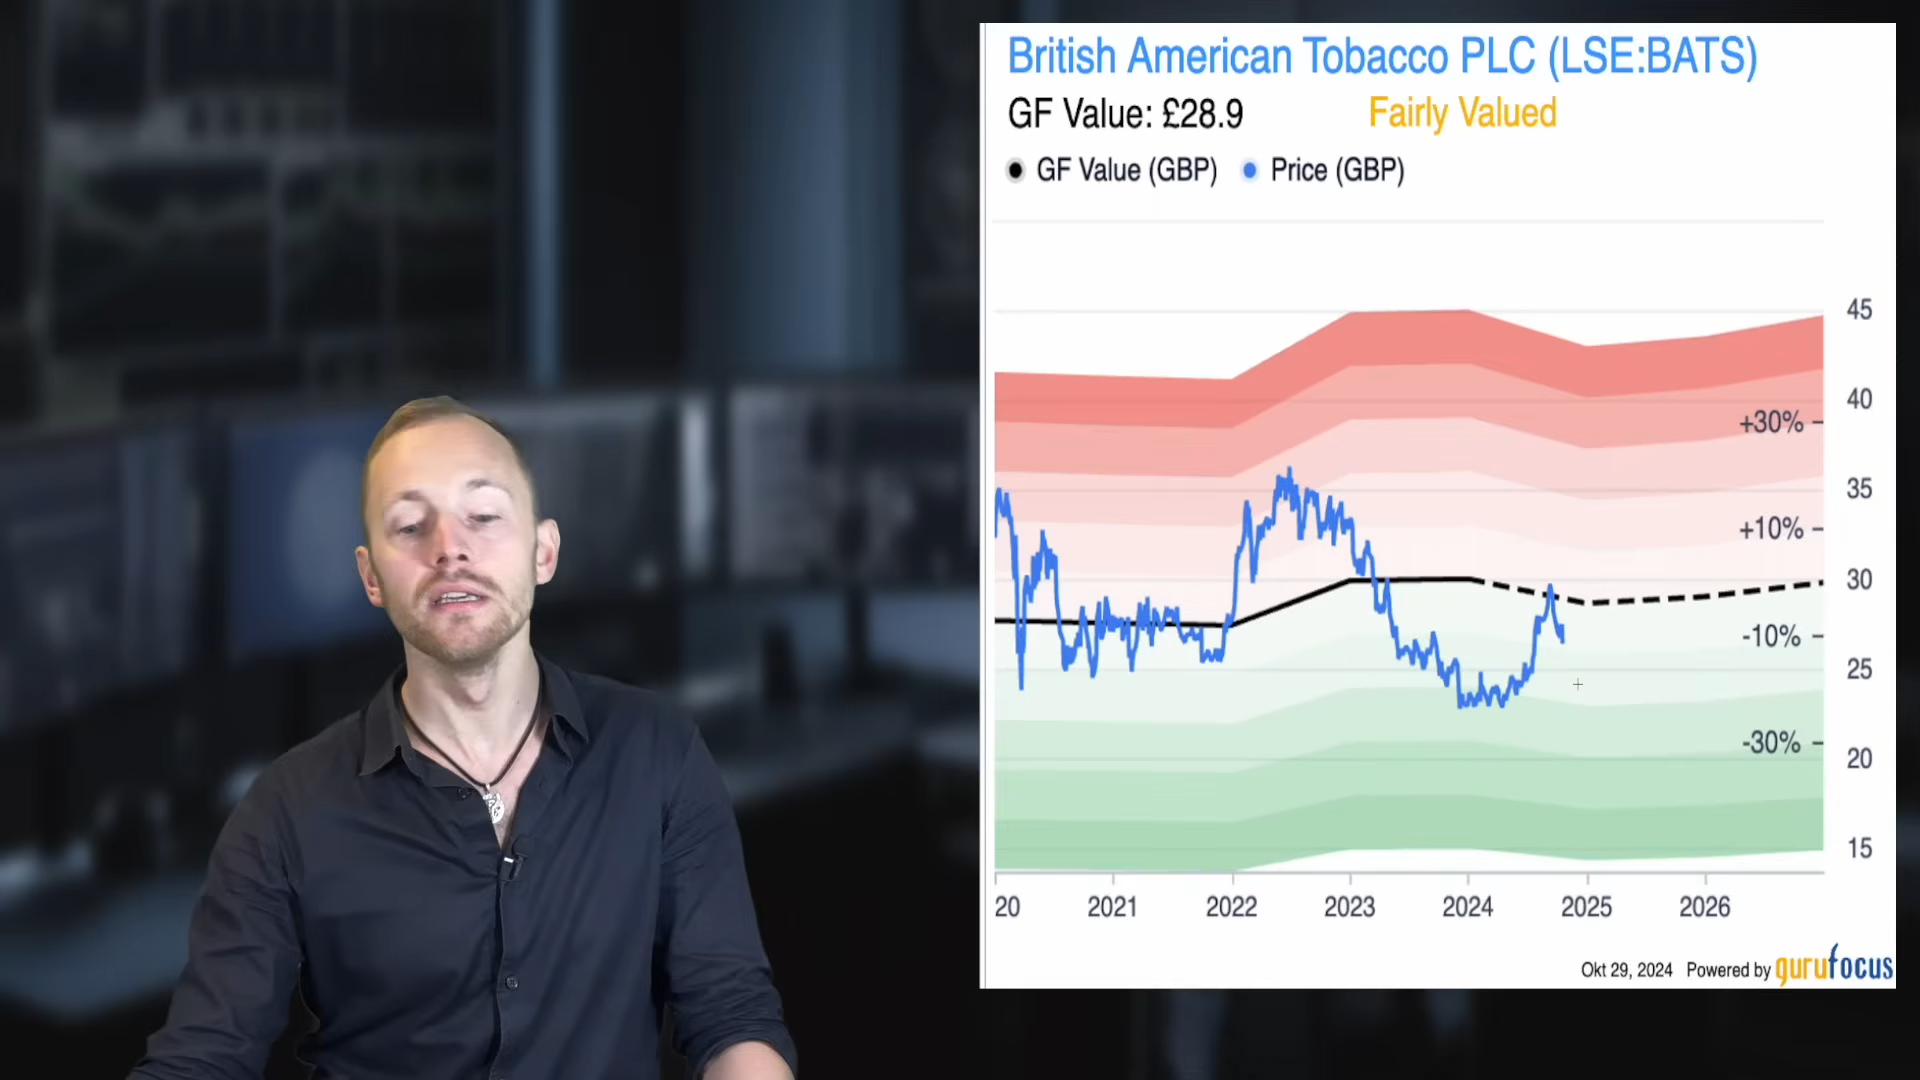 British American Tobacco PLC (LSE:BATS)
GF Value: £28.9 Fairly Valued
GF Value (GBP) Price (GBP)
45
40
+30%
35
+10%
30
-10%
25
-30%
20
15
20 2021 2022 2023 2024 2025 2026
Okt 29, 2024 Powered by gurufocus